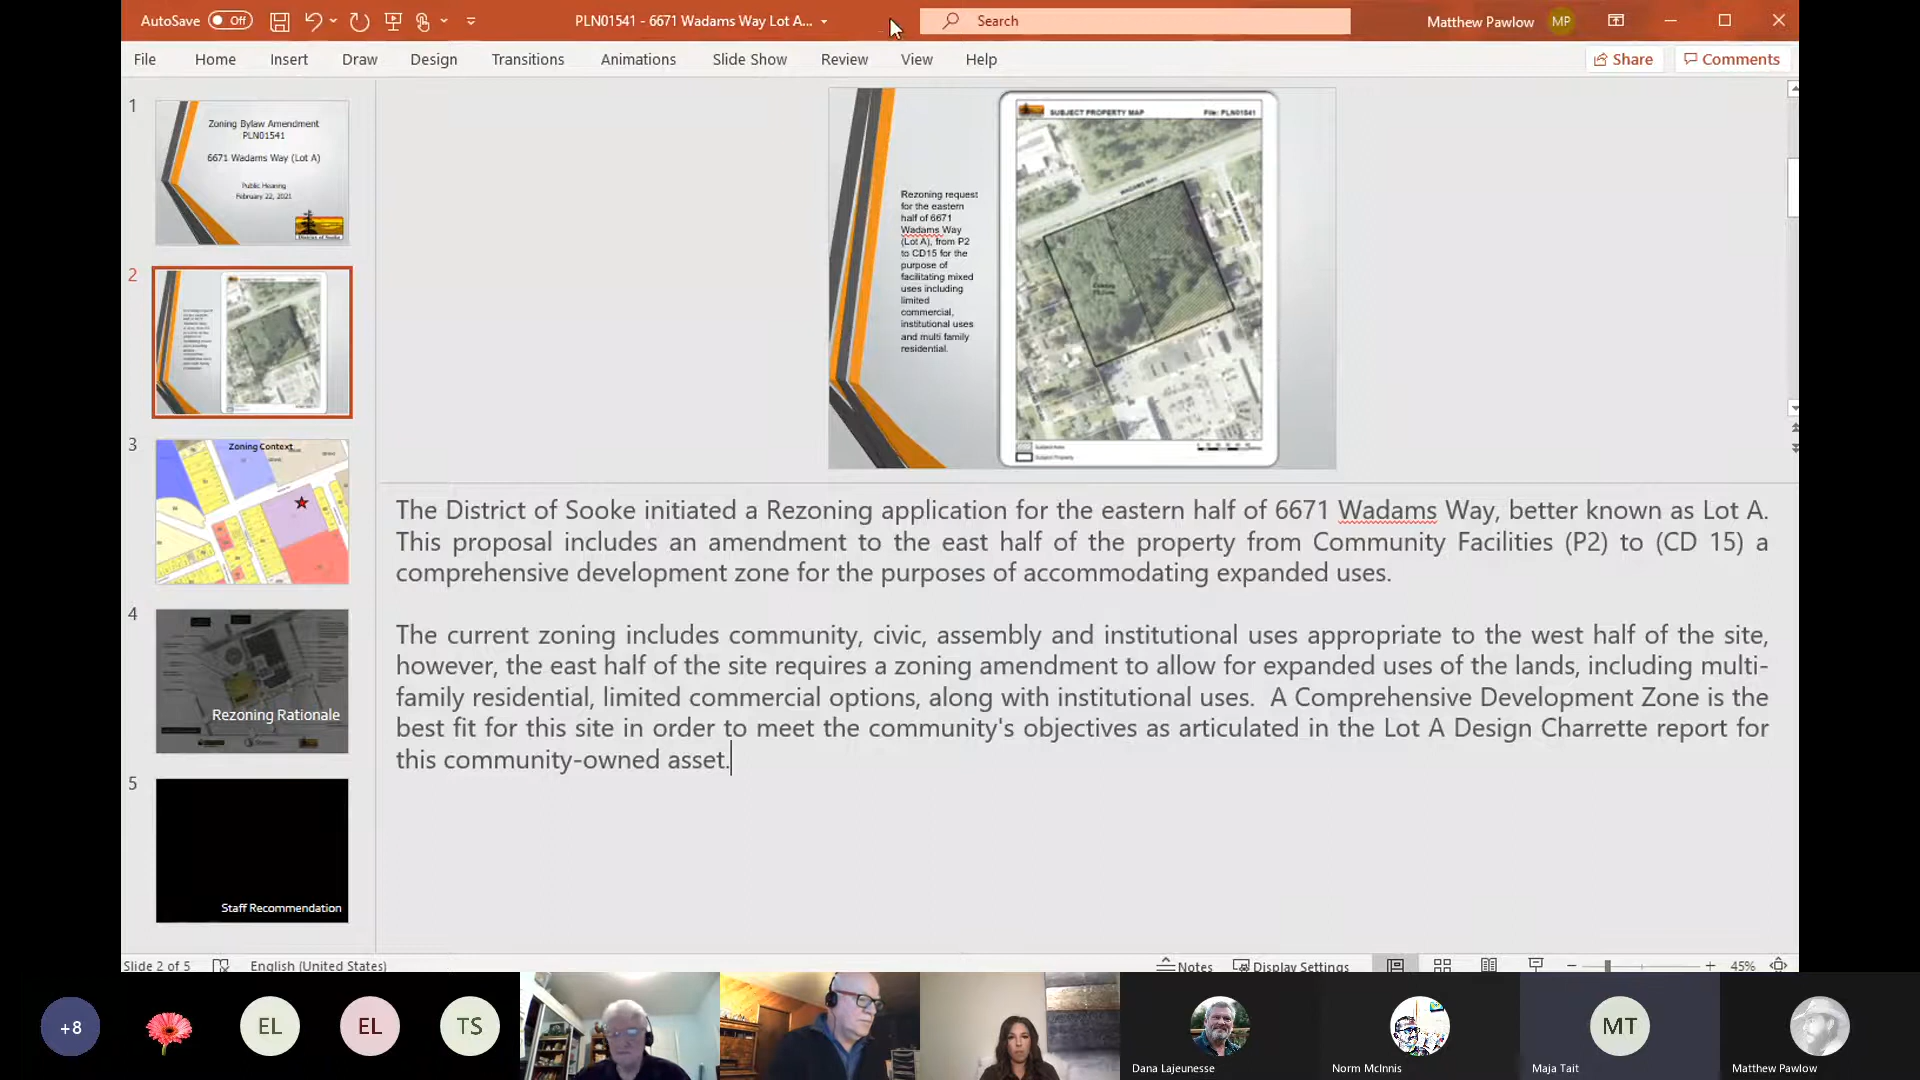 AutoSave Off
PLN01541 - 6671 Wadams Way Lot A...
Search
Matthew Pawlow MP
File Home Insert Draw Design Transitions Animations Slide Show Review View Help
Share Comments
1
Zoning Bylaw Amendment
PLN01541
6671 Wadams Way (Lot A)
Public Hearing
February 22, 2021
District of Sooke
2
3
Zoning Context
4
Rezoning Rationale
5
Staff Recommendation
Rezoning request
for the eastern
half of 6671
Wadams Way
(Lot A), from P2
to CD15 for the
purpose of
facilitating mixed
uses including
limited
commercial,
institutional uses
and multi family
residential.
SUBJECT PROPERTY MAP File: PLN01541
WADAMS WAY
Subject Area
Subject Property
The District of Sooke initiated a Rezoning application for the eastern half of 6671 Wadams Way, better known as Lot A.
This proposal includes an amendment to the east half of the property from Community Facilities (P2) to (CD 15) a
comprehensive development zone for the purposes of accommodating expanded uses.
The current zoning includes community, civic, assembly and institutional uses appropriate to the west half of the site,
however, the east half of the site requires a zoning amendment to allow for expanded uses of the lands, including multi-
family residential, limited commercial options, along with institutional uses. A Comprehensive Development Zone is the
best fit for this site in order to meet the community's objectives as articulated in the Lot A Design Charrette report for
this community-owned asset.
Slide 2 of 5 English (United States)
Notes Display Settings 45%
+8 EL EL TS MT
Dana Lajeunesse
Norm McInnis
Maja Tait
Matthew Pawlow